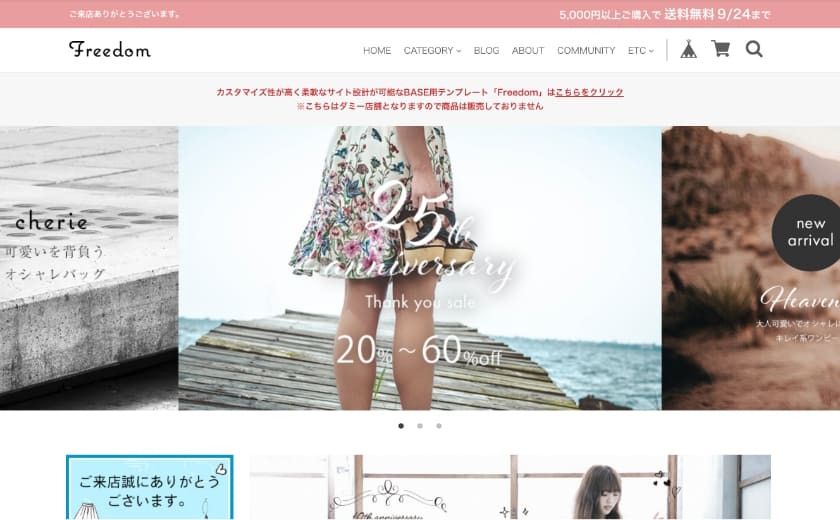 ご来店ありがとうございます。
5,000円以上ご購入で 送料無料 9/24まで
Freedom
HOME CATEGORY BLOG ABOUT COMMUNITY ETC
カスタマイズ性が高く柔軟なサイト設計が可能なBASE用テンプレート「Freedom」はこちらをクリック
※こちらはダミー店舗となりますので商品は販売しておりません
cherie
可愛いを背負う
オシャレバッグ
25th
anniversary
Thank you sale
20%~60%off
new
arrival
Heaven
大人可愛いでオシャレに
キレイ系ワンピー
ご来店誠にありがとう
ございます。
10th anniversary